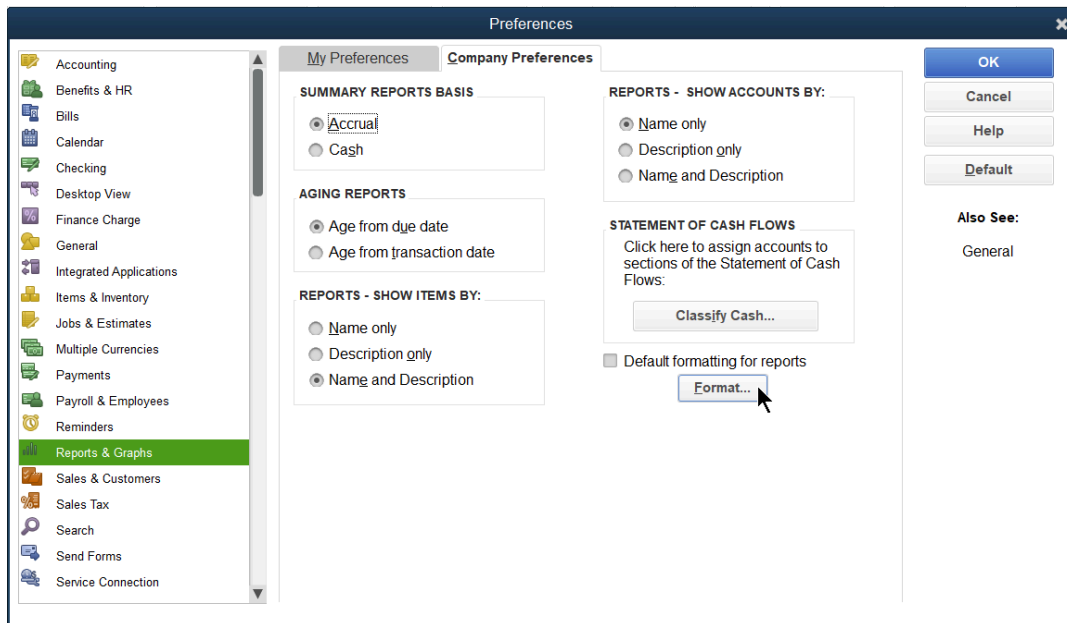 Preferences
Accounting
Benefits & HR
Bills
Calendar
Checking
Desktop View
Finance Charge
General
Integrated Applications
Items & Inventory
Jobs & Estimates
Multiple Currencies
Payments
Payroll & Employees
Reminders
Reports & Graphs
Sales & Customers
Sales Tax
Search
Send Forms
Service Connection
My Preferences
Company Preferences
SUMMARY REPORTS BASIS
Accrual
Cash
AGING REPORTS
Age from due date
Age from transaction date
REPORTS - SHOW ITEMS BY:
Name only
Description only
Name and Description
REPORTS - SHOW ACCOUNTS BY:
Name only
Description only
Name and Description
STATEMENT OF CASH FLOWS
Click here to assign accounts to
sections of the Statement of Cash
Flows:
Classify Cash...
Default formatting for reports
Format...
OK
Cancel
Help
Default
Also See:
General